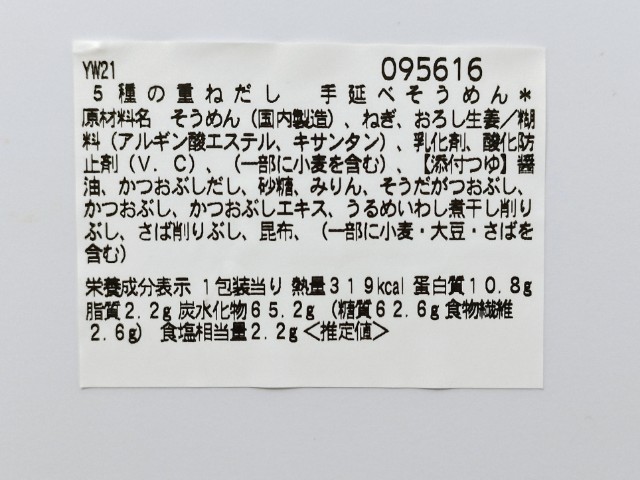 YW21 095616
5種の重ねだし 手延べそうめん*
原材料名 そうめん（国内製造）、ねぎ、おろし生姜／糊
料（アルギン酸エステル、キサンタン）、乳化剤、酸化防
止剤（V．C）、（一部に小麦を含む）、【添付つゆ】醤
油、かつおぶしだし、砂糖、みりん、そうだがつおぶし、
かつおぶし、かつおぶしエキス、うるめいわし煮干し削り
ぶし、さば削りぶし、昆布、（一部に小麦・大豆・さばを
含む）
栄養成分表示 1包装当り 熱量319kcal 蛋白質10.8g
脂質2.2g 炭水化物65.2g（糖質62.6g 食物繊維
2.6g） 食塩相当量2.2g＜推定値＞